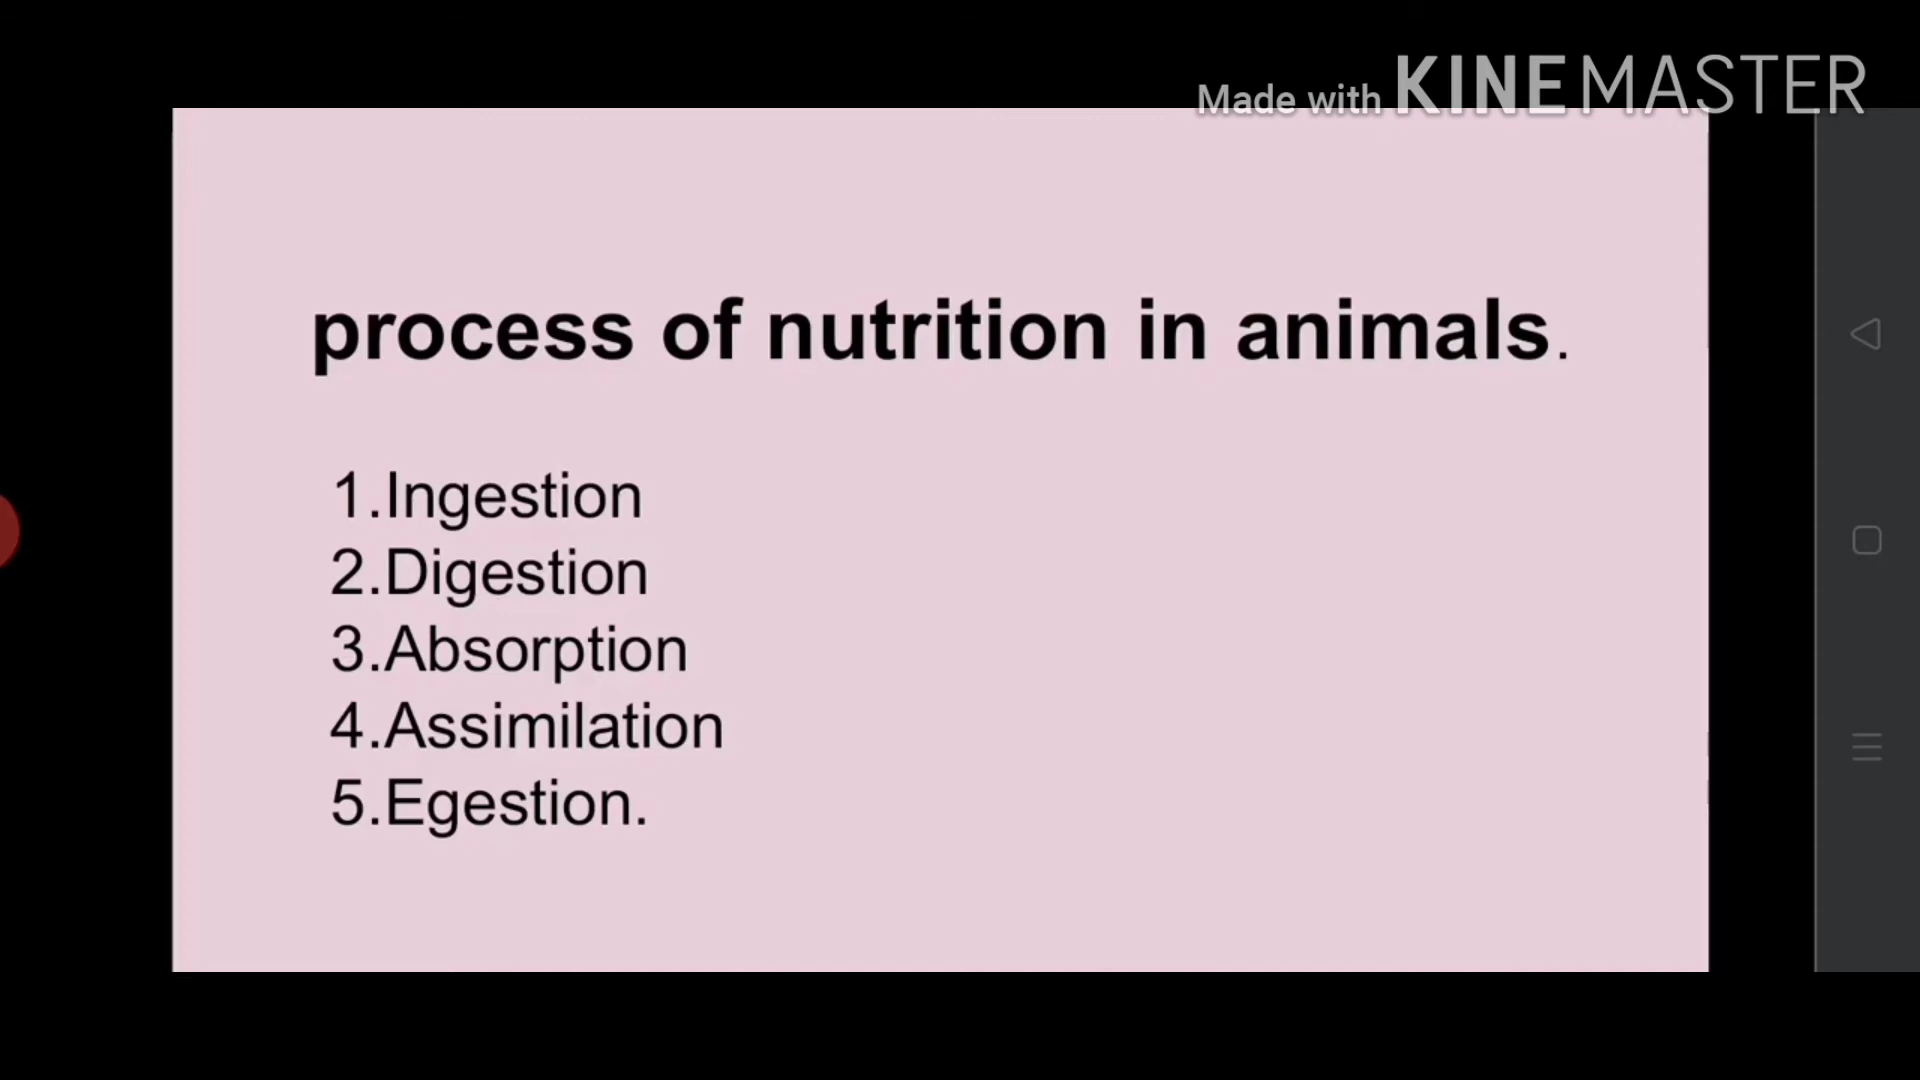 Made with KINEMASTER
process of nutrition in animals.
1.Ingestion
2.Digestion
3.Absorption
4.Assimilation
5.Egestion.